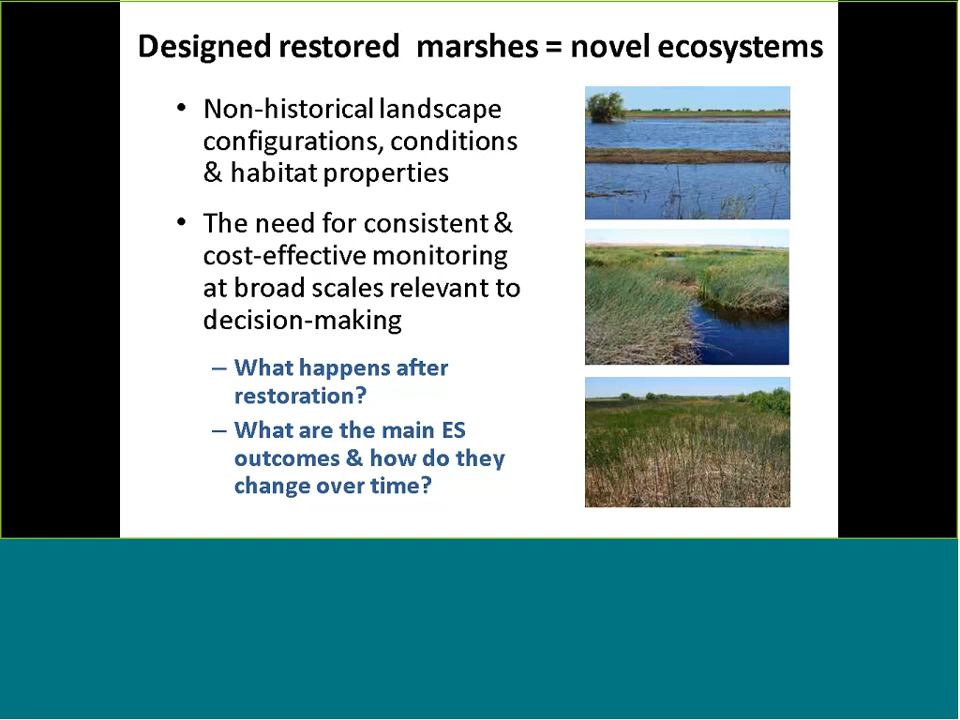 Designed restored marshes = novel ecosystems
• Non-historical landscape
configurations, conditions
& habitat properties
• The need for consistent &
cost-effective monitoring
at broad scales relevant to
decision-making
– What happens after
restoration?
– What are the main ES
outcomes & how do they
change over time?